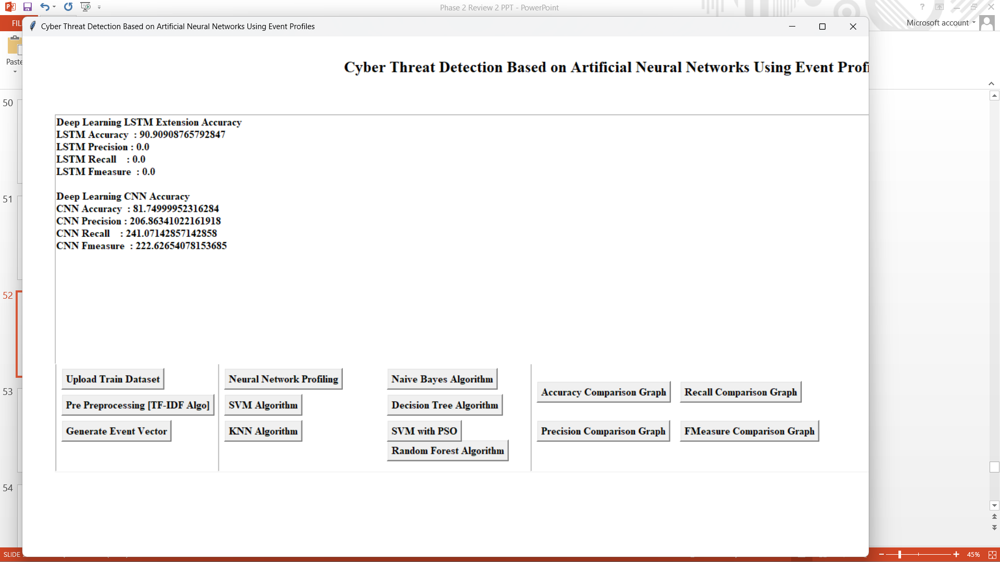 Phase 2 Review 2 PPT - PowerPoint
?
Microsoft account
Paste
Cyber Threat Detection Based on Artificial Neural Networks Using Event Profiles
Cyber Threat Detection Based on Artificial Neural Networks Using Event Profi
Deep Learning LSTM Extension Accuracy
LSTM Accuracy : 90.90908765792847
LSTM Precision : 0.0
LSTM Recall : 0.0
LSTM Fmeasure : 0.0
Deep Learning CNN Accuracy
CNN Accuracy : 81.74999952316284
CNN Precision : 206.86341022161918
CNN Recall : 241.07142857142858
CNN Fmeasure : 222.62654078153685
50
51
52
53
54
Upload Train Dataset
Neural Network Profiling
Naive Bayes Algorithm
Accuracy Comparison Graph
Recall Comparison Graph
Pre Preprocessing [TF-IDF Algo]
SVM Algorithm
Decision Tree Algorithm
Generate Event Vector
KNN Algorithm
SVM with PSO
Precision Comparison Graph
FMeasure Comparison Graph
Random Forest Algorithm
SLIDE
45%